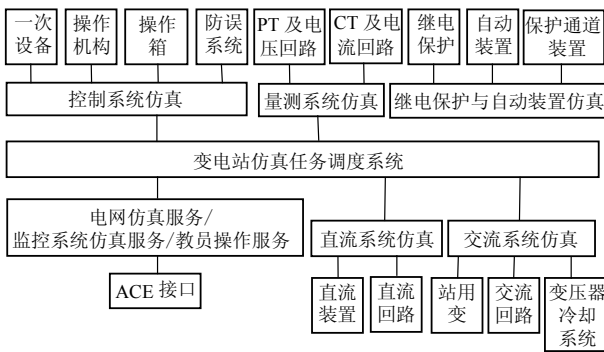 一次
设备
操作
机构
操作
箱
防误
系统
PT 及电
压回路
CT 及电
流回路
继电
保护
自动
装置
保护通道
装置
控制系统仿真
量测系统仿真
继电保护与自动装置仿真
变电站仿真任务调度系统
电网仿真服务/
监控系统仿真服务/教员操作服务
直流系统仿真
交流系统仿真
ACE 接口
直流
装置
直流
回路
站用
变
交流
回路
变压器
冷却
系统